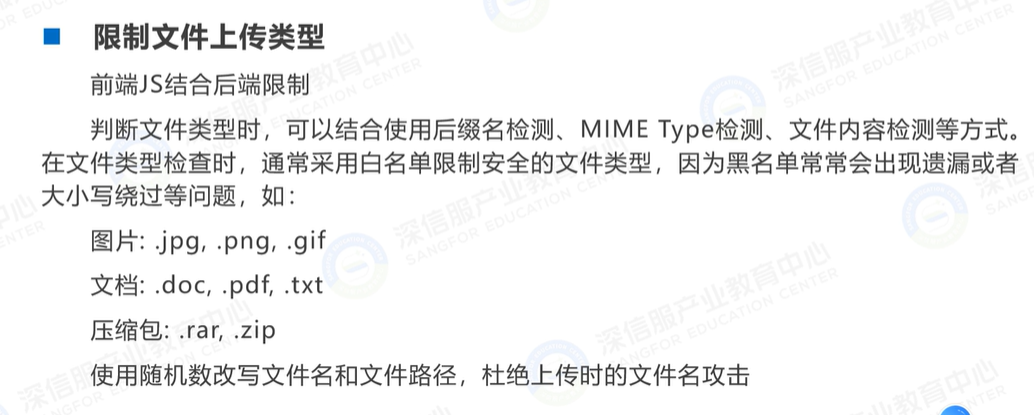 限制文件上传类型
前端JS结合后端限制
判断文件类型时，可以结合使用后缀名检测、MIME Type检测、文件内容检测等方式。
在文件类型检查时，通常采用白名单限制安全的文件类型，因为黑名单常常会出现遗漏或者
大小写绕过等问题，如：
图片: .jpg, .png, .gif
文档: .doc, .pdf, .txt
压缩包: .rar, .zip
使用随机数改写文件名和文件路径，杜绝上传时的文件名攻击
深信服产业教育中心
SANGFOR EDUCATION CENTER